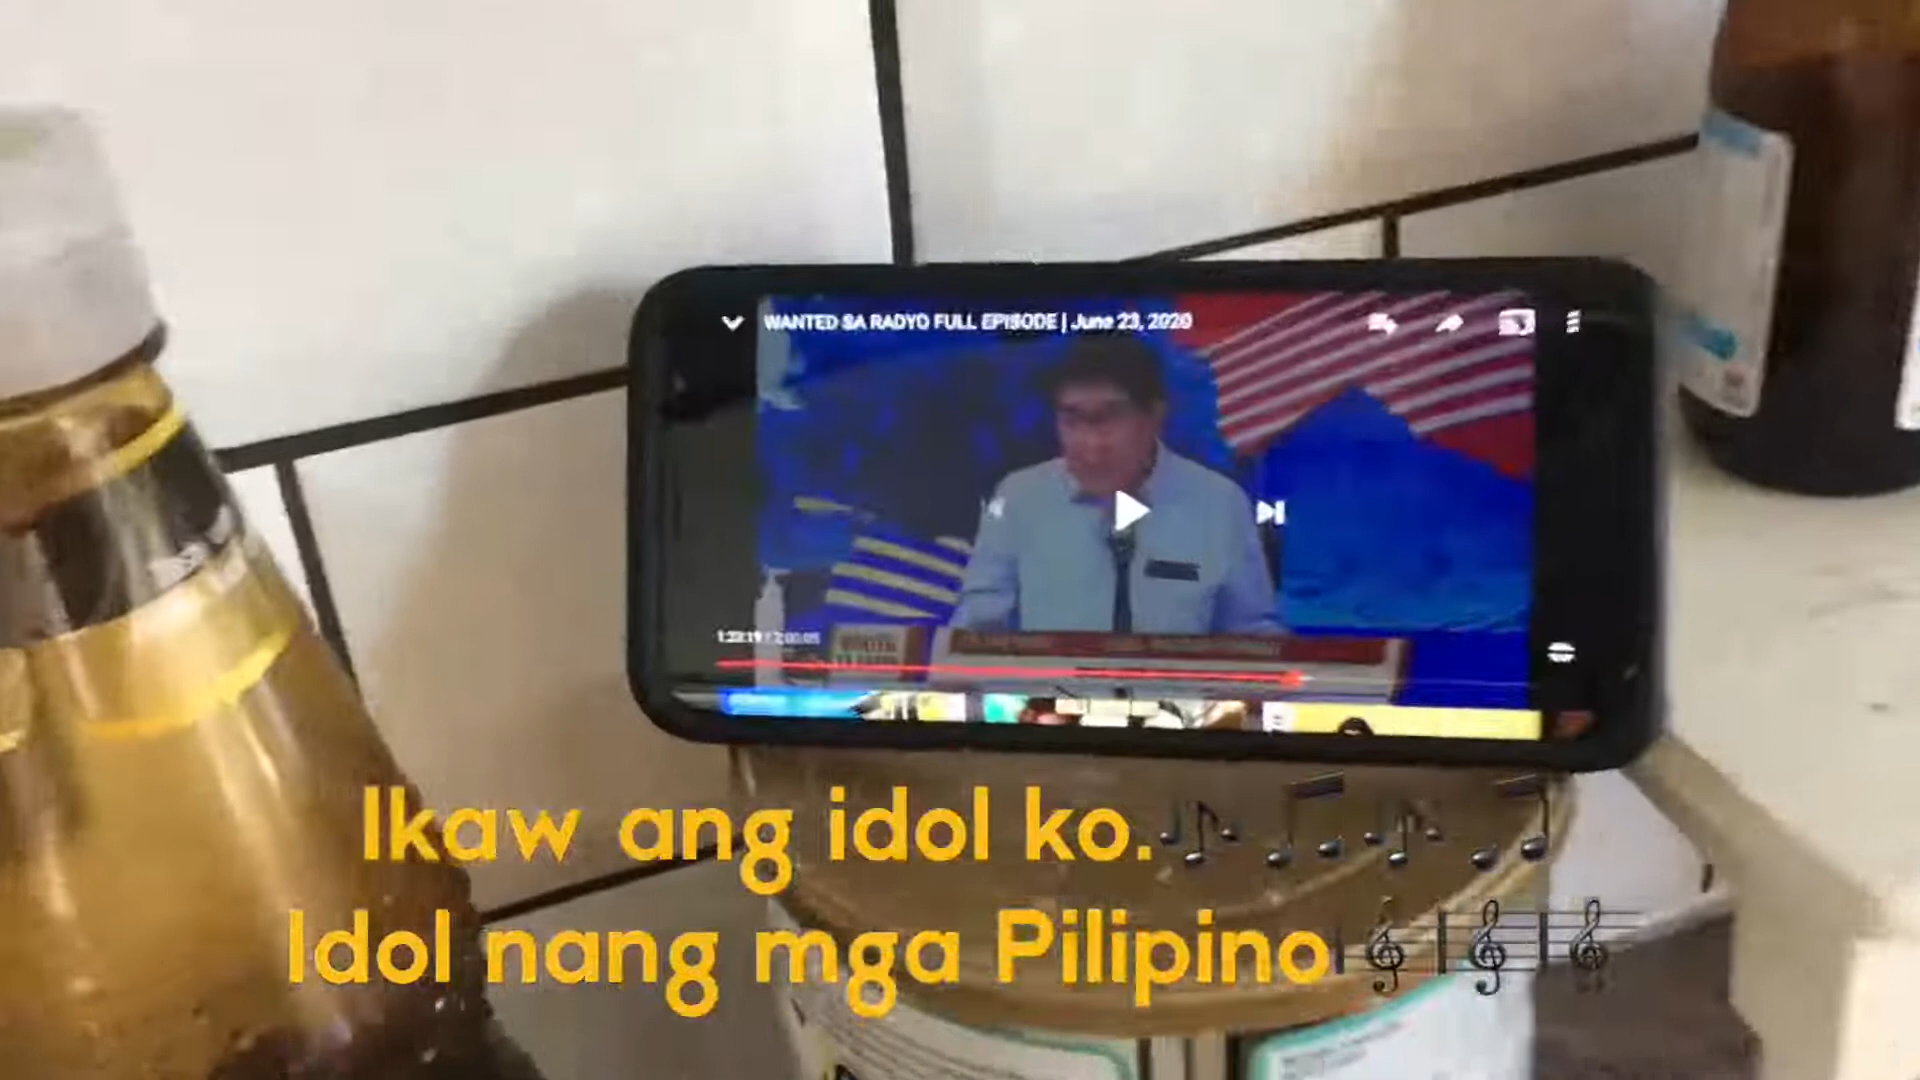 WANTED SA RADYO FULL EPISODE | June 23, 2020
Ikaw ang idol ko.
Idol nang mga Pilipino